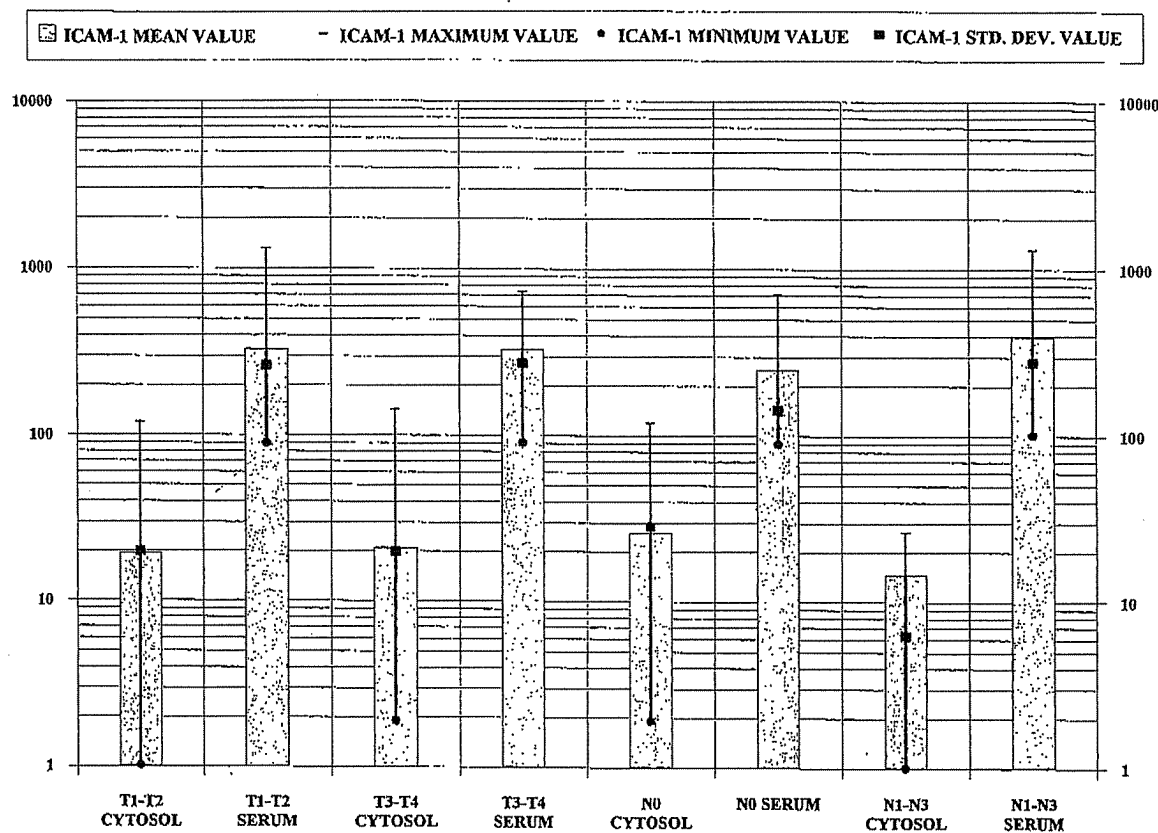 ICAM-1 MEAN VALUE – ICAM-1 MAXIMUM VALUE • ICAM-1 MINIMUM VALUE ■ ICAM-1 STD. DEV. VALUE
10000 10000
1000 1000
100 100
10 10
1 1
T1-T2 CYTOSOL
T1-T2 SERUM
T3-T4 CYTOSOL
T3-T4 SERUM
N0 CYTOSOL
N0 SERUM
N1-N3 CYTOSOL
N1-N3 SERUM